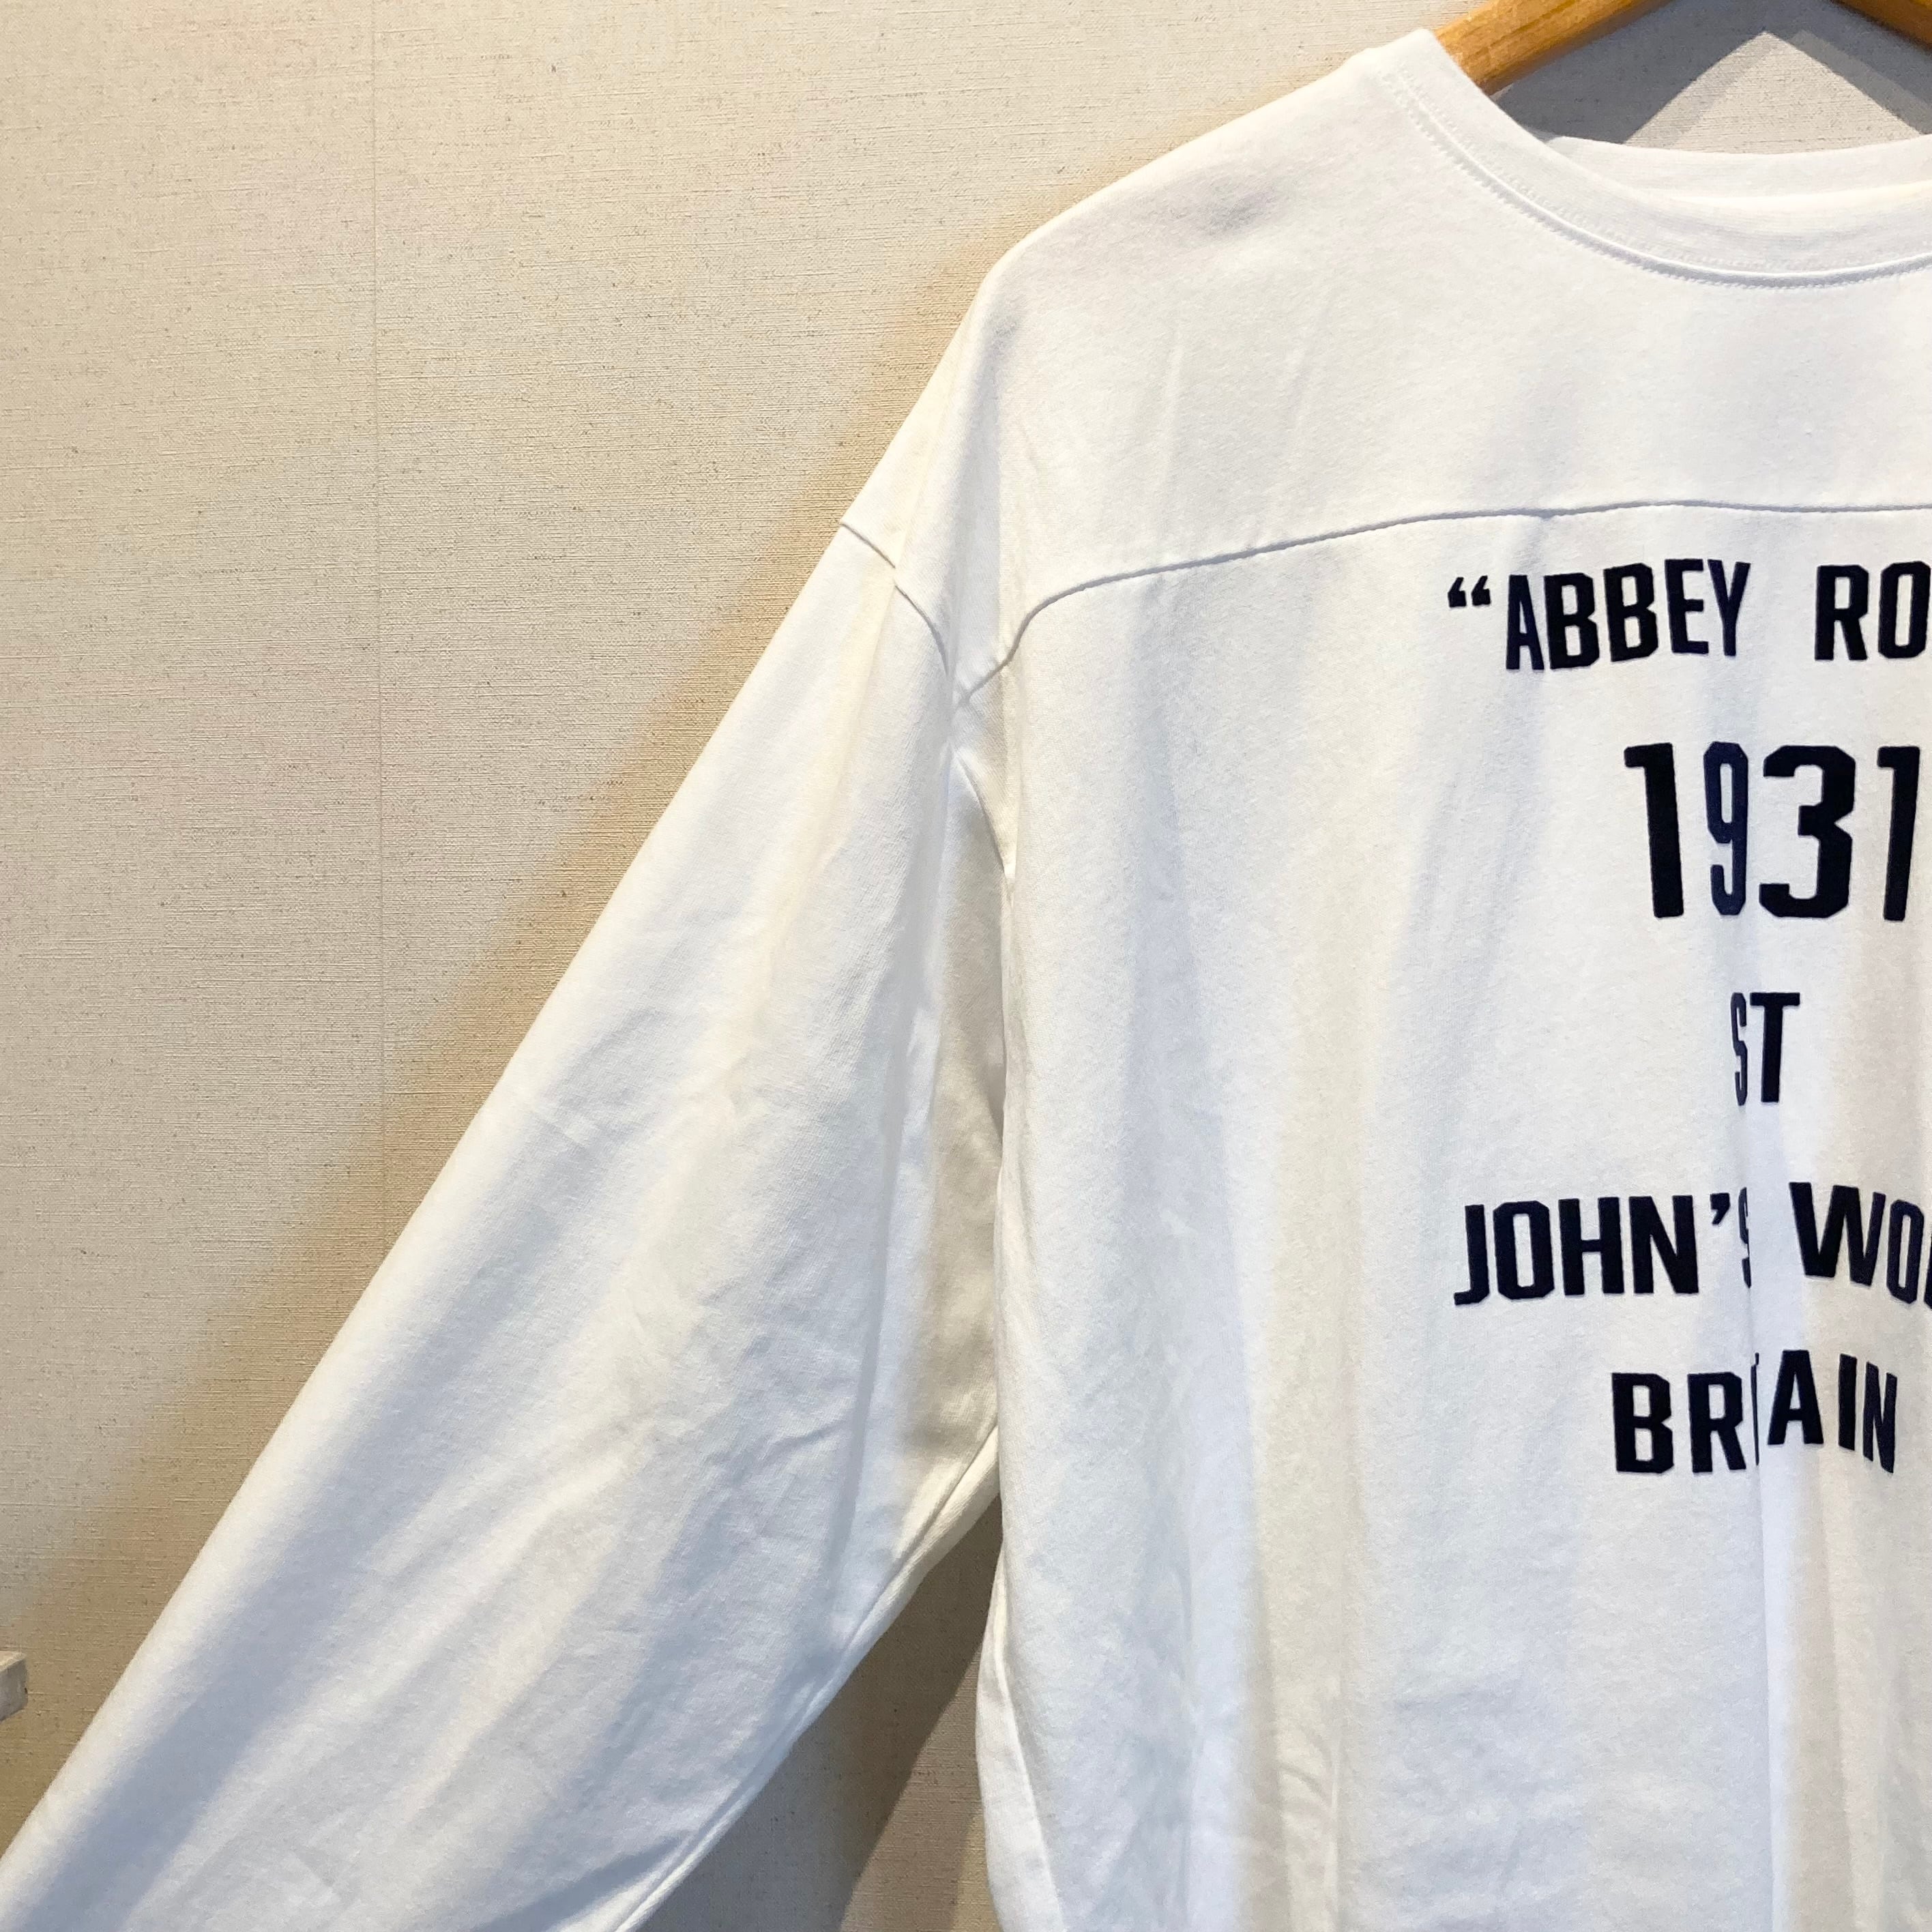 “ABBEY RO
1931
ST
JOHN'S WO
BRITAIN